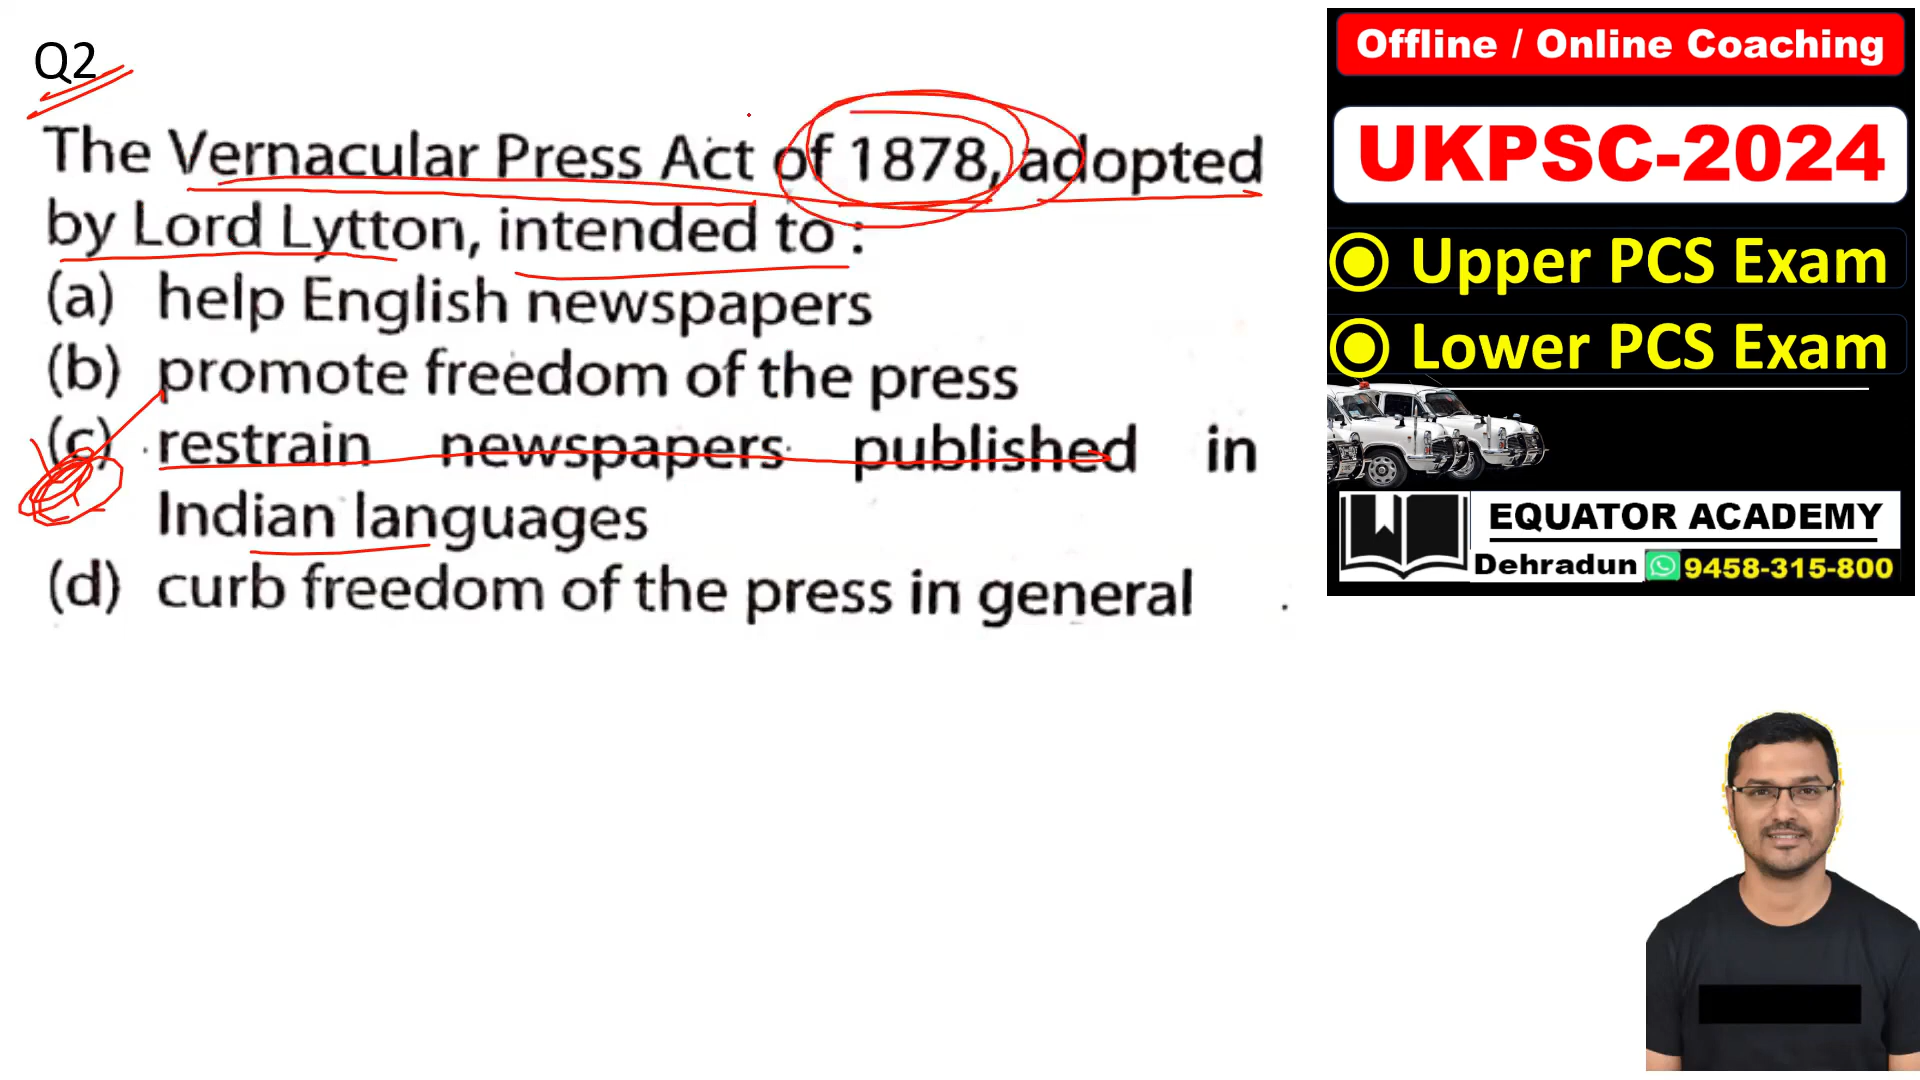 Q2
The Vernacular Press Act of 1878, adopted
by Lord Lytton, intended to :
(a) help English newspapers
(b) promote freedom of the press
(c) restrain newspapers published in
Indian languages
(d) curb freedom of the press in general
Offline / Online Coaching
UKPSC-2024
Upper PCS Exam
Lower PCS Exam
EQUATOR ACADEMY
Dehradun 9458-315-800